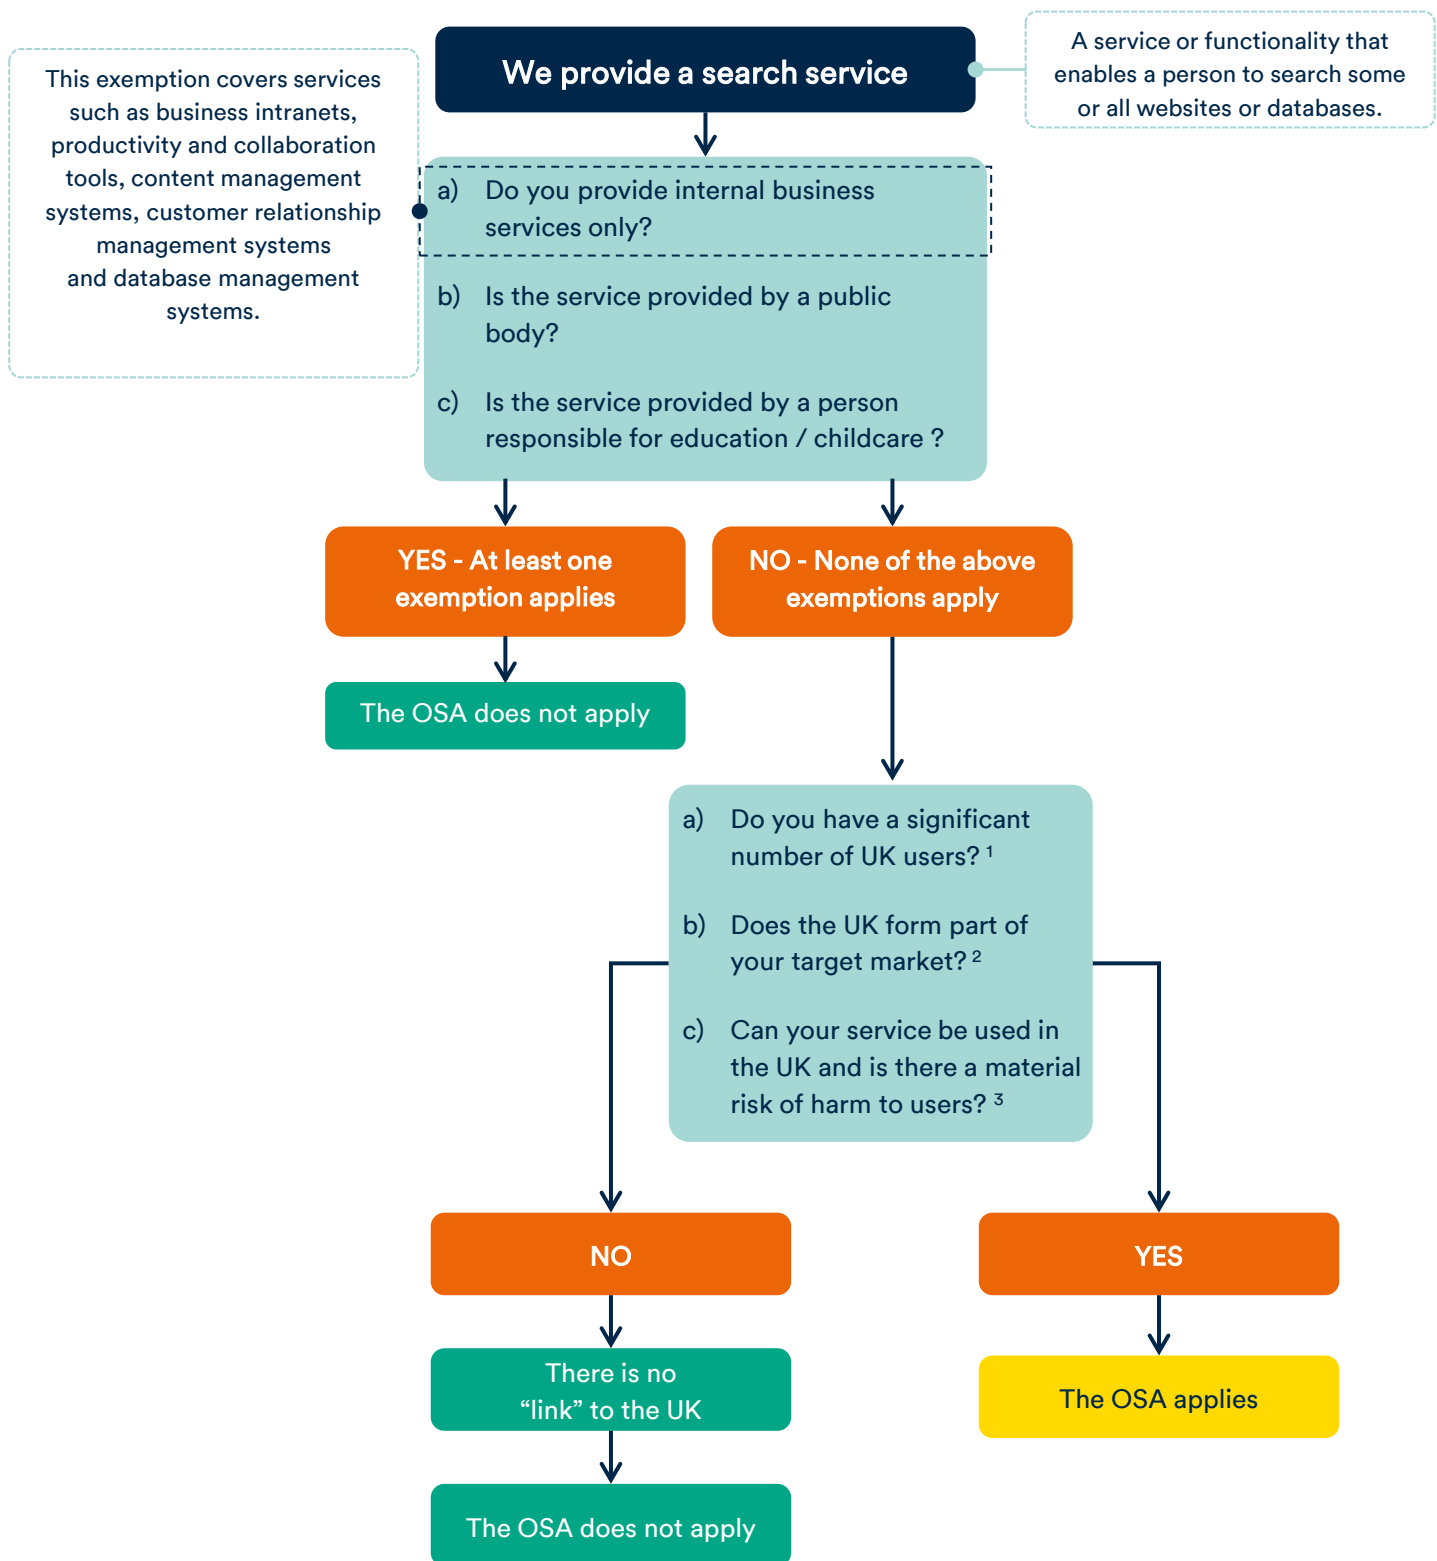 We provide a search service
A service or functionality that
enables a person to search some
or all websites or databases.
This exemption covers services
such as business intranets,
productivity and collaboration
tools, content management
systems, customer relationship
management systems
and database management
systems.
a) Do you provide internal business
services only?
b) Is the service provided by a public
body?
c) Is the service provided by a person
responsible for education / childcare ?
YES - At least one
exemption applies
NO - None of the above
exemptions apply
The OSA does not apply
a) Do you have a significant
number of UK users? ¹
b) Does the UK form part of
your target market? ²
c) Can your service be used in
the UK and is there a material
risk of harm to users? ³
NO
YES
There is no
“link” to the UK
The OSA applies
The OSA does not apply